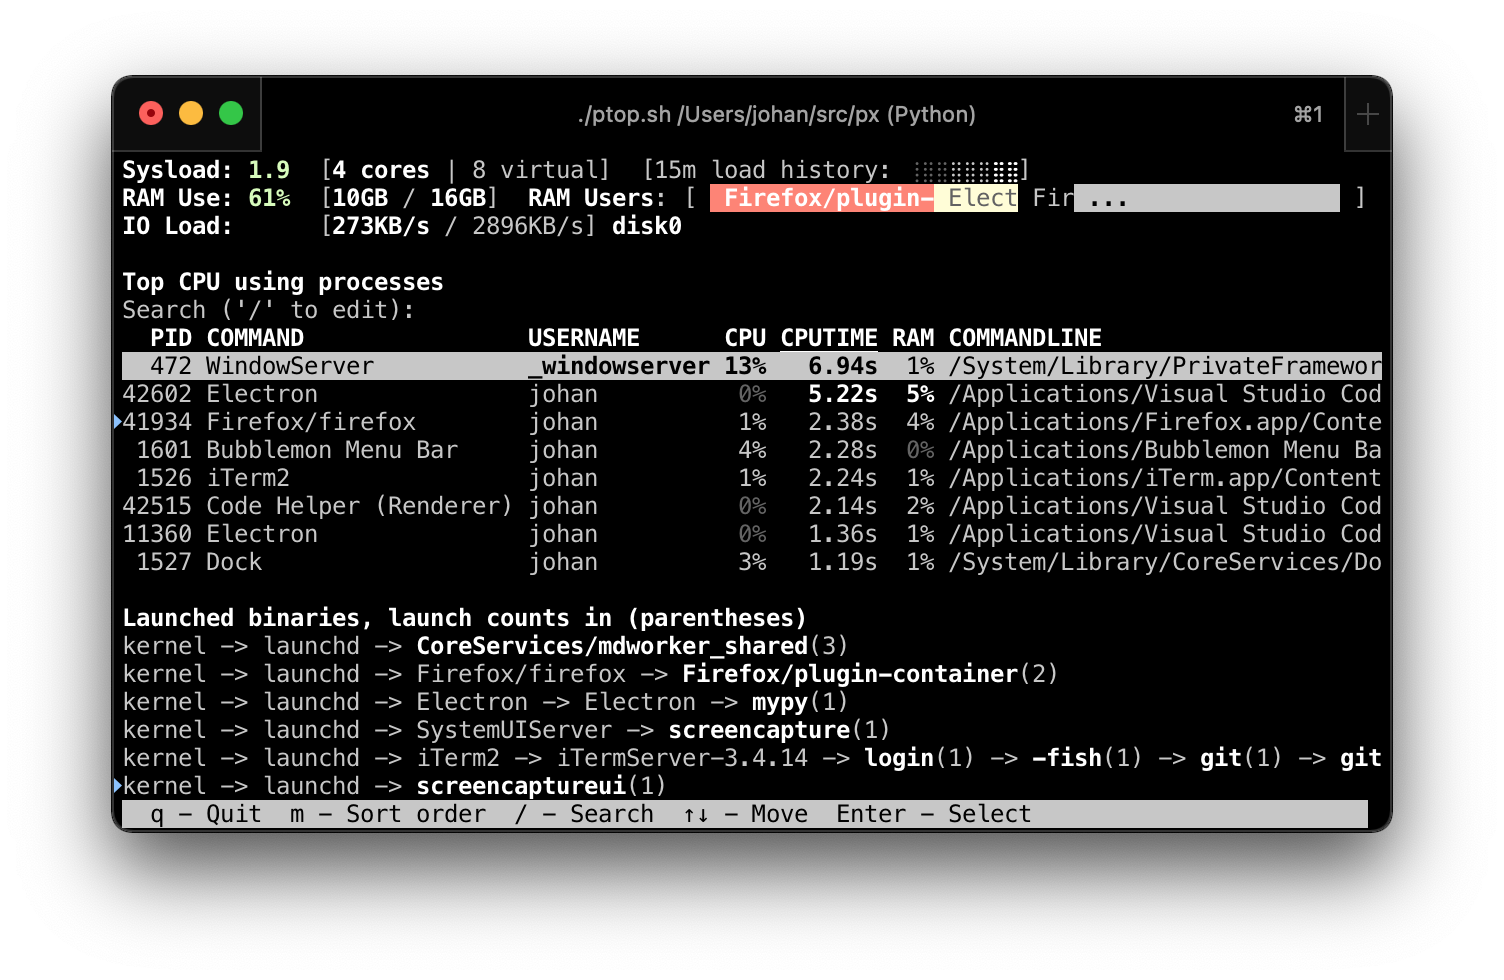 ./ptop.sh /Users/johan/src/px (Python) ⌘1 +
Sysload: 1.9 [4 cores | 8 virtual] [15m load history: ]
RAM Use: 61% [10GB / 16GB] RAM Users: [ Firefox/plugin- Elect Fir ... ]
IO Load: [273KB/s / 2896KB/s] disk0
Top CPU using processes
Search ('/' to edit):
PID COMMAND USERNAME CPU CPUTIME RAM COMMANDLINE
472 WindowServer _windowserver 13% 6.94s 1% /System/Library/PrivateFramewor
42602 Electron johan 0% 5.22s 5% /Applications/Visual Studio Cod
41934 Firefox/firefox johan 1% 2.38s 4% /Applications/Firefox.app/Conte
1601 Bubblemon Menu Bar johan 4% 2.28s 0% /Applications/Bubblemon Menu Ba
1526 iTerm2 johan 1% 2.24s 1% /Applications/iTerm.app/Content
42515 Code Helper (Renderer) johan 0% 2.14s 2% /Applications/Visual Studio Cod
11360 Electron johan 0% 1.36s 1% /Applications/Visual Studio Cod
1527 Dock johan 3% 1.19s 1% /System/Library/CoreServices/Do
Launched binaries, launch counts in (parentheses)
kernel -> launchd -> CoreServices/mdworker_shared(3)
kernel -> launchd -> Firefox/firefox -> Firefox/plugin-container(2)
kernel -> launchd -> Electron -> Electron -> mypy(1)
kernel -> launchd -> SystemUIServer -> screencapture(1)
kernel -> launchd -> iTerm2 -> iTermServer-3.4.14 -> login(1) -> -fish(1) -> git(1) -> git
kernel -> launchd -> screencaptureui(1)
q - Quit m - Sort order / - Search ↑↓ - Move Enter - Select